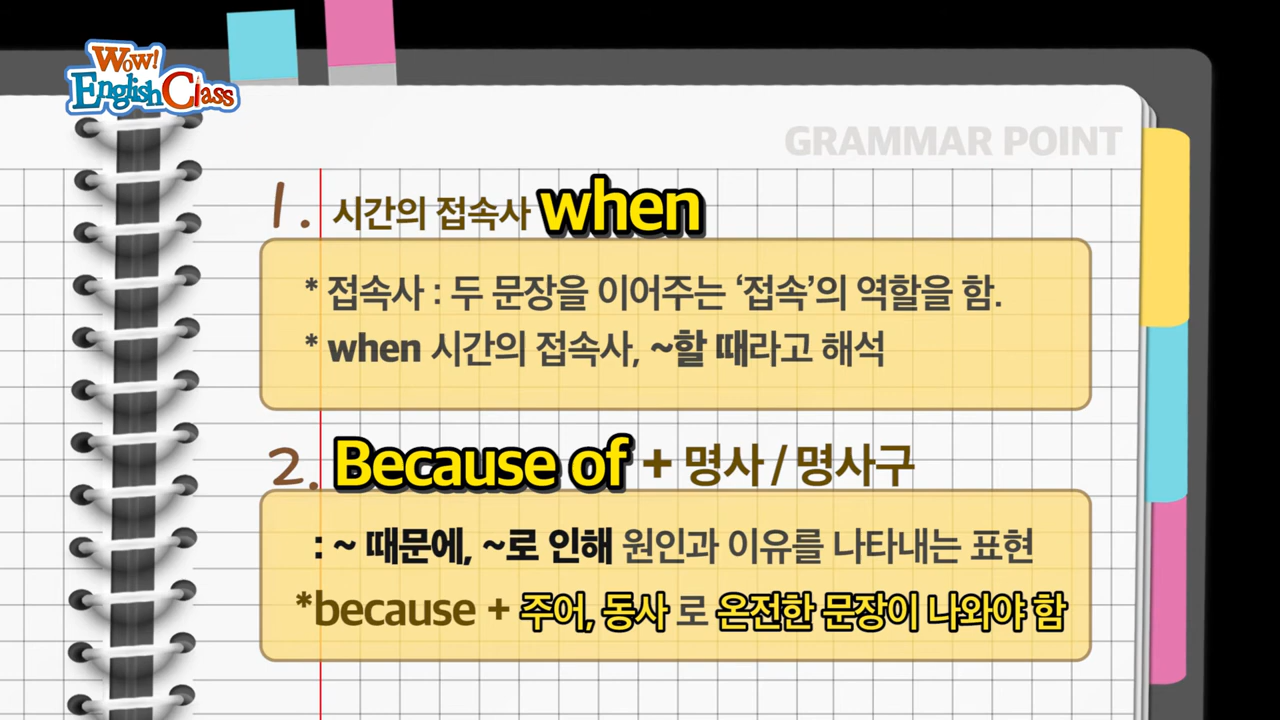 Wow!
English Class
GRAMMAR POINT
1. 시간의 접속사 when
* 접속사 : 두 문장을 이어주는 ‘접속’의 역할을 함.
* when 시간의 접속사, ~할 때라고 해석
2. Because of + 명사 / 명사구
: ~ 때문에, ~로 인해 원인과 이유를 나타내는 표현
*because + 주어, 동사 로 온전한 문장이 나와야 함